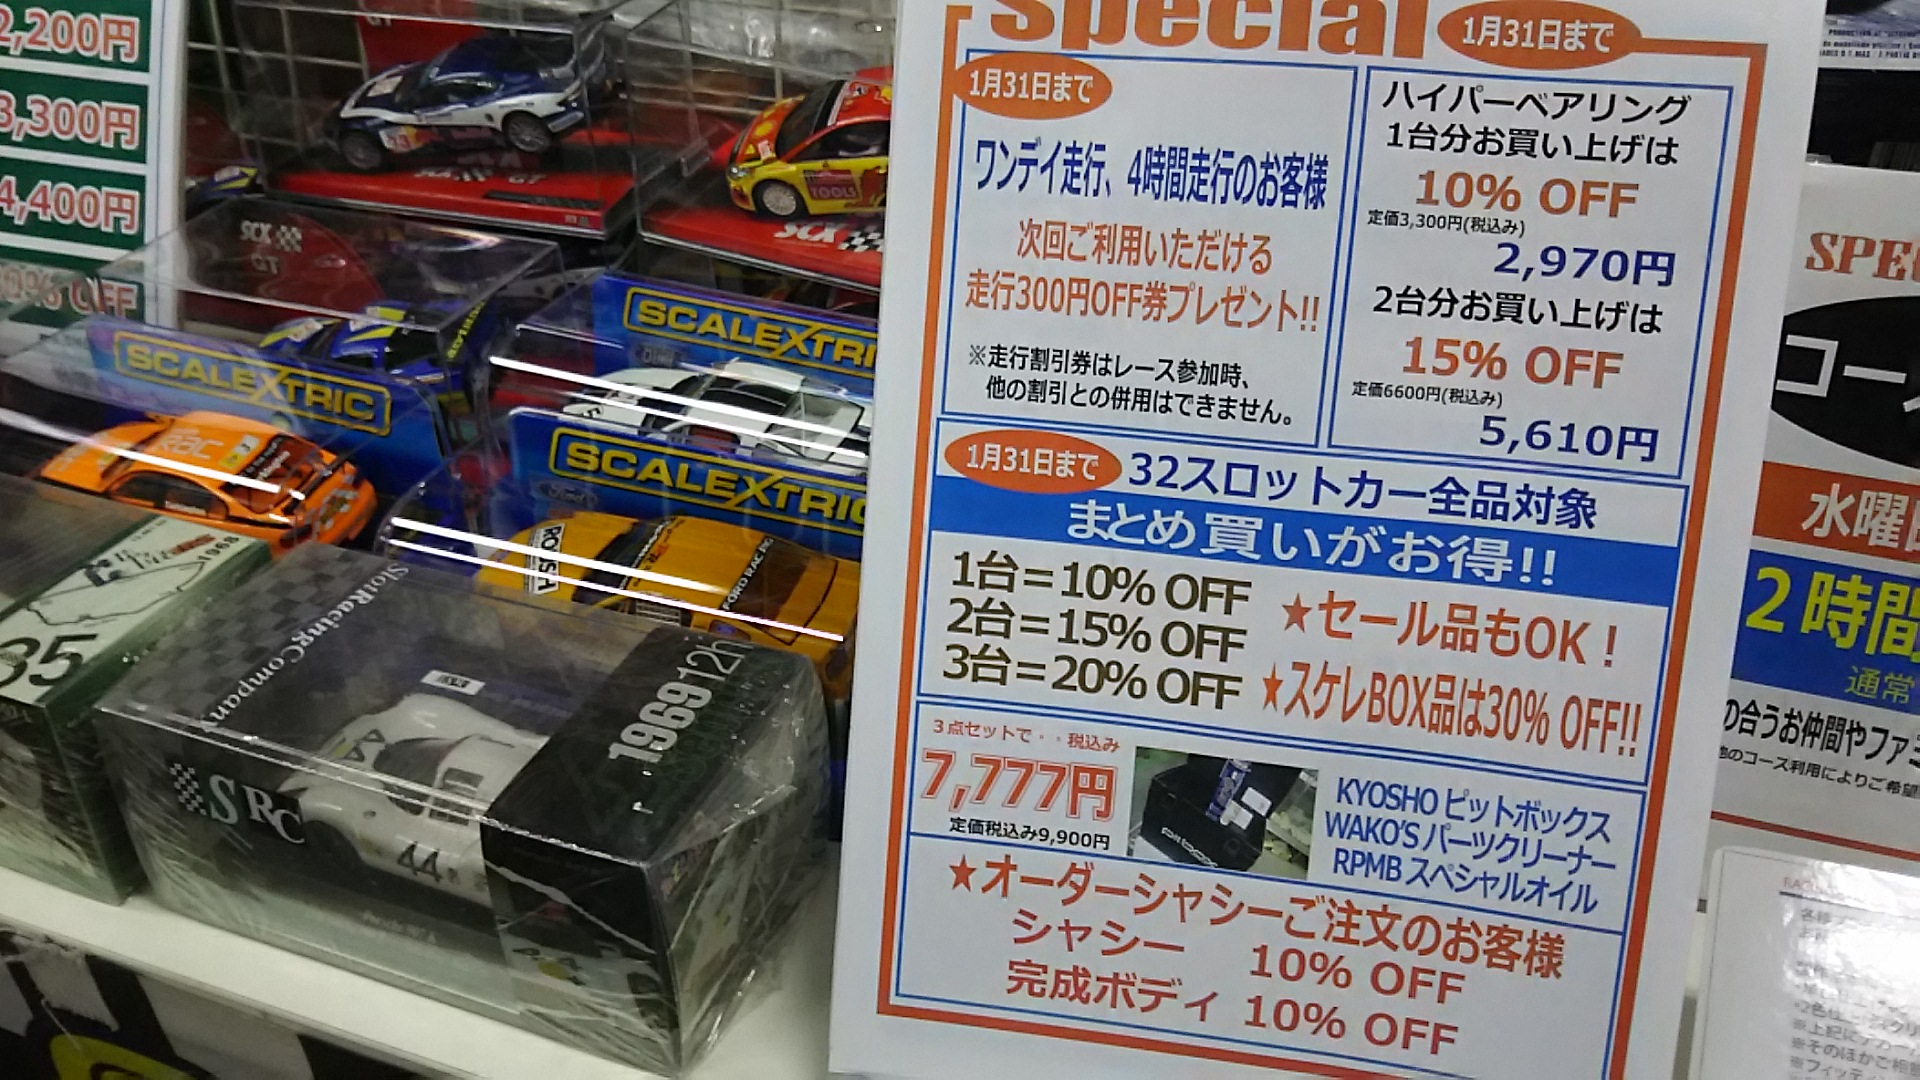 2,200円
3,300円
4,400円
SCX
GT
SCX
TOOLS
SCALEXTRIC
SCALEXTRIC
RAC
ROUSA
FORD RACING
1968
35
SlotRacingCompany
1969 12h
SRC
44
Special
1月31日まで
1月31日まで
ワンデイ走行、4時間走行のお客様
次回ご利用いただける
走行300円OFF券プレゼント!!
※走行割引券はレース参加時、
他の割引との併用はできません。
ハイパーベアリング
1台分お買い上げは
10% OFF
定価3,300円(税込み)
2,970円
2台分お買い上げは
15% OFF
定価6600円(税込み)
5,610円
1月31日まで
32スロットカー全品対象
まとめ買いがお得!!
1台=10% OFF
2台=15% OFF
3台=20% OFF
★セール品もOK！
★スケレBOX品は30% OFF!!
３点セットで・・税込み
7,777円
定価税込み9,900円
KYOSHO ピットボックス
WAKO'S パーツクリーナー
RPMB スペシャルオイル
★オーダーシャシーご注文のお客様
シャシー 10% OFF
完成ボディ 10% OFF
コー
水曜
２時間
通常
の合うお仲間やファミ